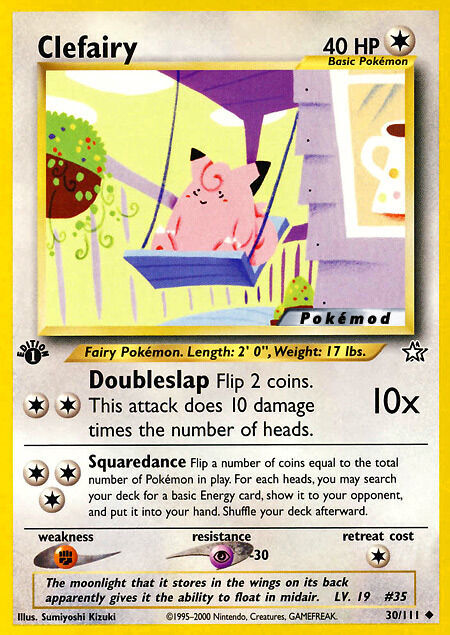 Clefairy
40 HP
Basic Pokémon
Pokémod
EDITION
1
Fairy Pokémon. Length: 2' 0", Weight: 17 lbs.
Doubleslap Flip 2 coins.
This attack does 10 damage
times the number of heads.
10x
Squaredance Flip a number of coins equal to the total
number of Pokémon in play. For each heads, you may search
your deck for a basic Energy card, show it to your opponent,
and put it into your hand. Shuffle your deck afterward.
weakness
resistance
-30
retreat cost
The moonlight that it stores in the wings on its back
apparently gives it the ability to float in midair. LV. 19 #35
Illus. Sumiyoshi Kizuki
©1995-2000 Nintendo, Creatures, GAMEFREAK.
30/111